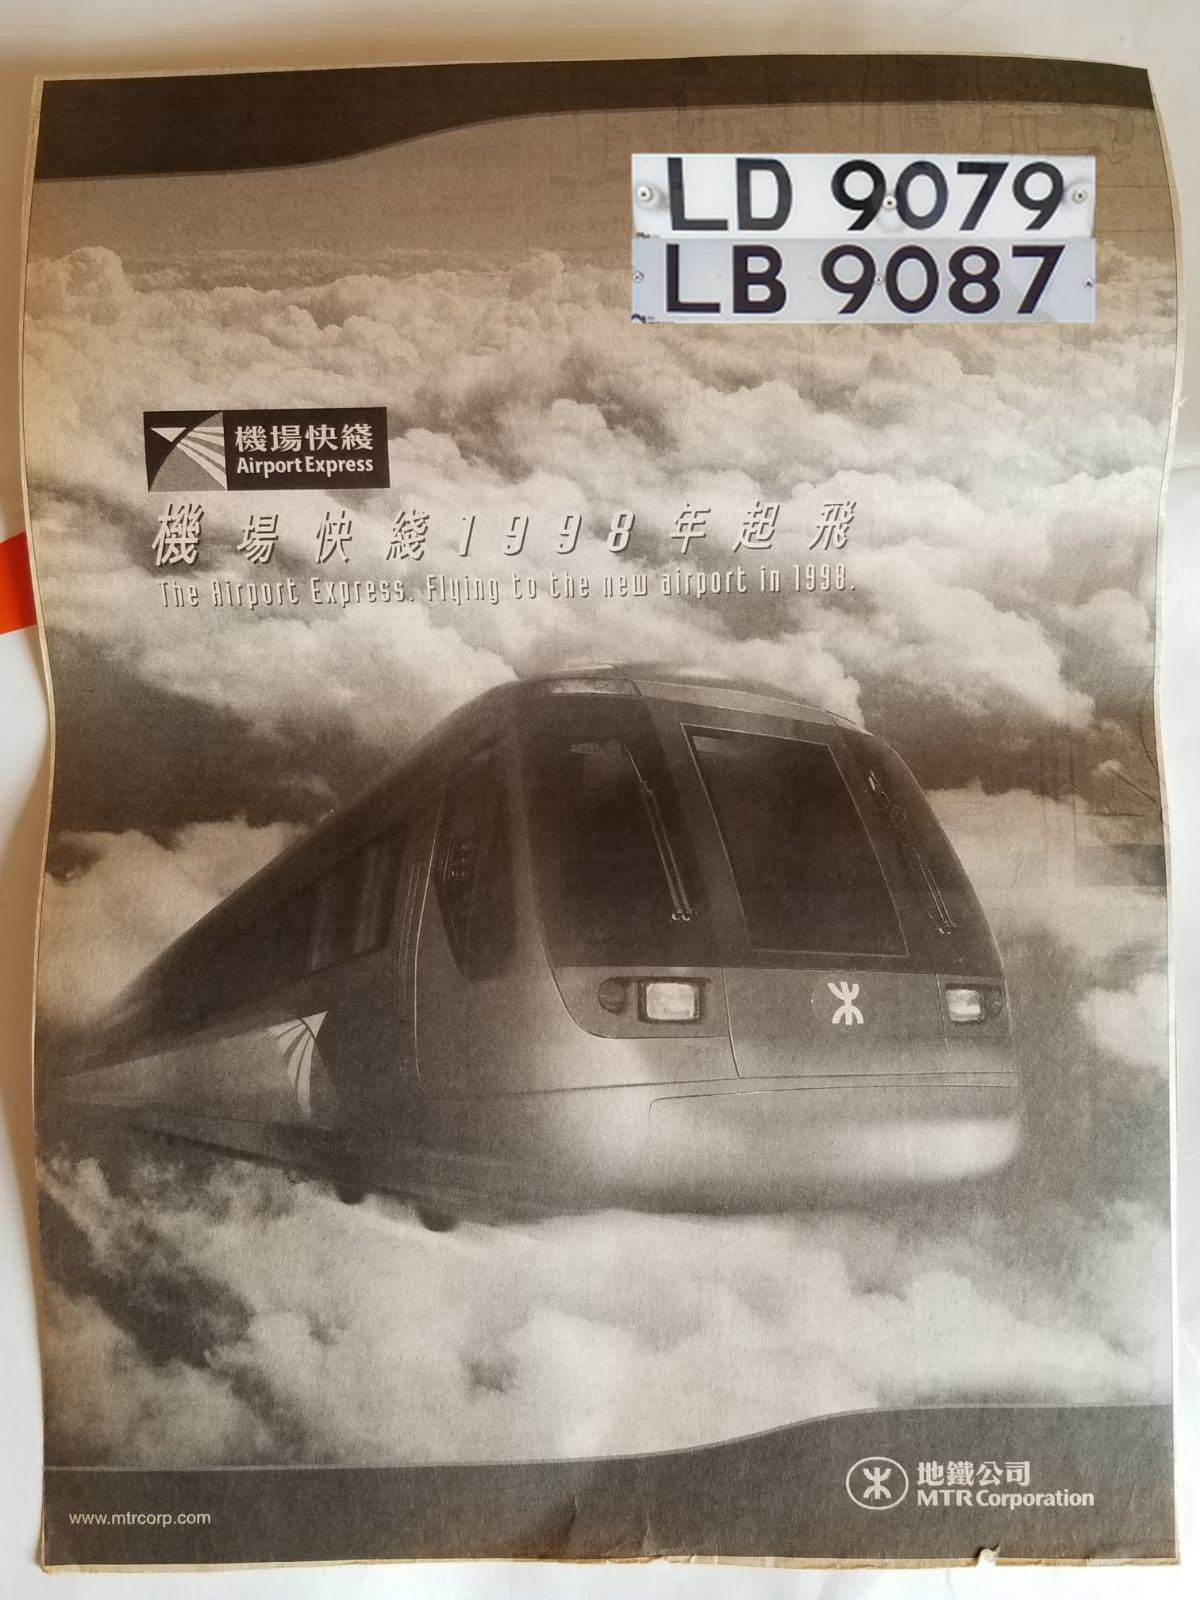 LD 9079
LB 9087
機場快綫
Airport Express
機場快綫1998年起飛
The Airport Express. Flying to the new airport in 1998.
地鐵公司
MTR Corporation
www.mtrcorp.com